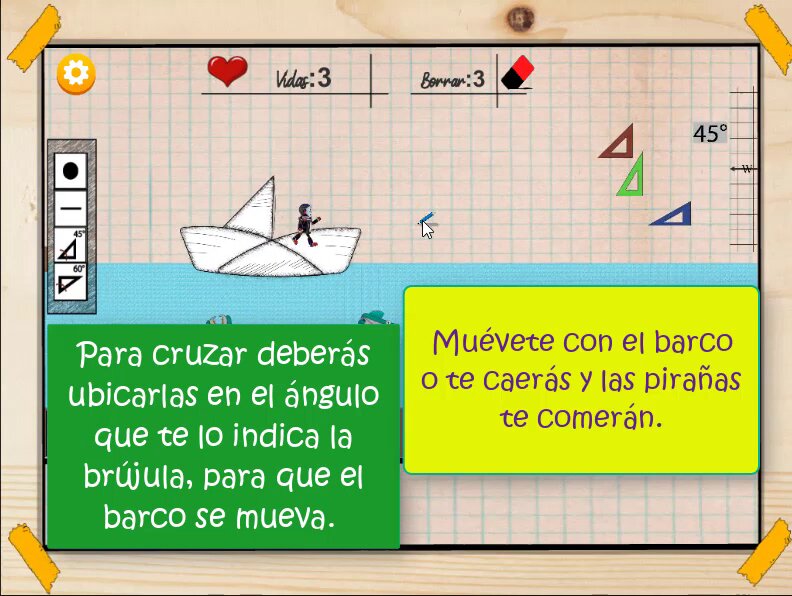 Vidas:3
Borrar:3
45°
W
45°
60°
Para cruzar deberás
ubicarlas en el ángulo
que te lo indica la
brújula, para que el
barco se mueva.
Muévete con el barco
o te caerás y las pirañas
te comerán.